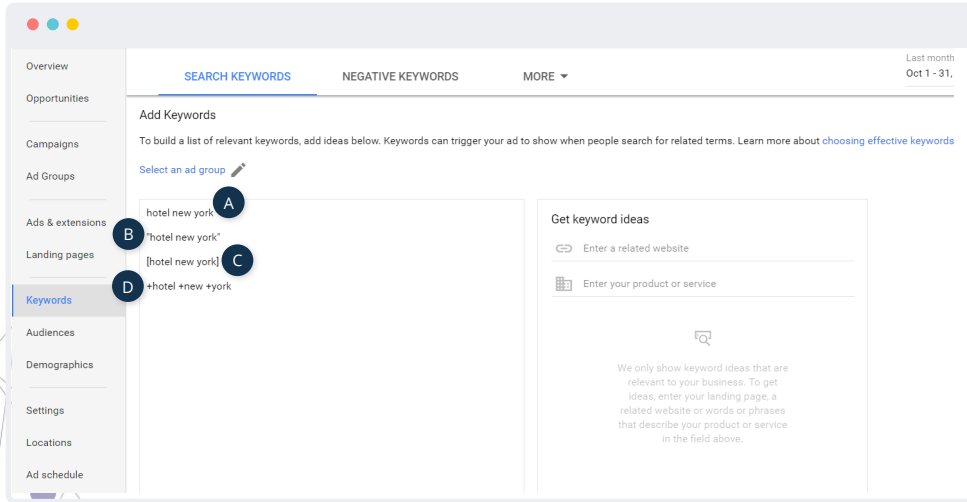 Overview
Opportunities
Campaigns
Ad Groups
Ads & extensions
Landing pages
Keywords
Audiences
Demographics
Settings
Locations
Ad schedule
SEARCH KEYWORDS
NEGATIVE KEYWORDS
MORE
Last month
Oct 1 - 31,
Add Keywords
To build a list of relevant keywords, add ideas below. Keywords can trigger your ad to show when people search for related terms. Learn more about choosing effective keywords
Select an ad group
A
hotel new york
B
"hotel new york"
[hotel new york]
C
D
+hotel +new +york
Get keyword ideas
Enter a related website
Enter your product or service
We only show keyword ideas that are
relevant to your business. To get
ideas, enter your landing page, a
related website or words or phrases
that describe your product or service
in the field above.